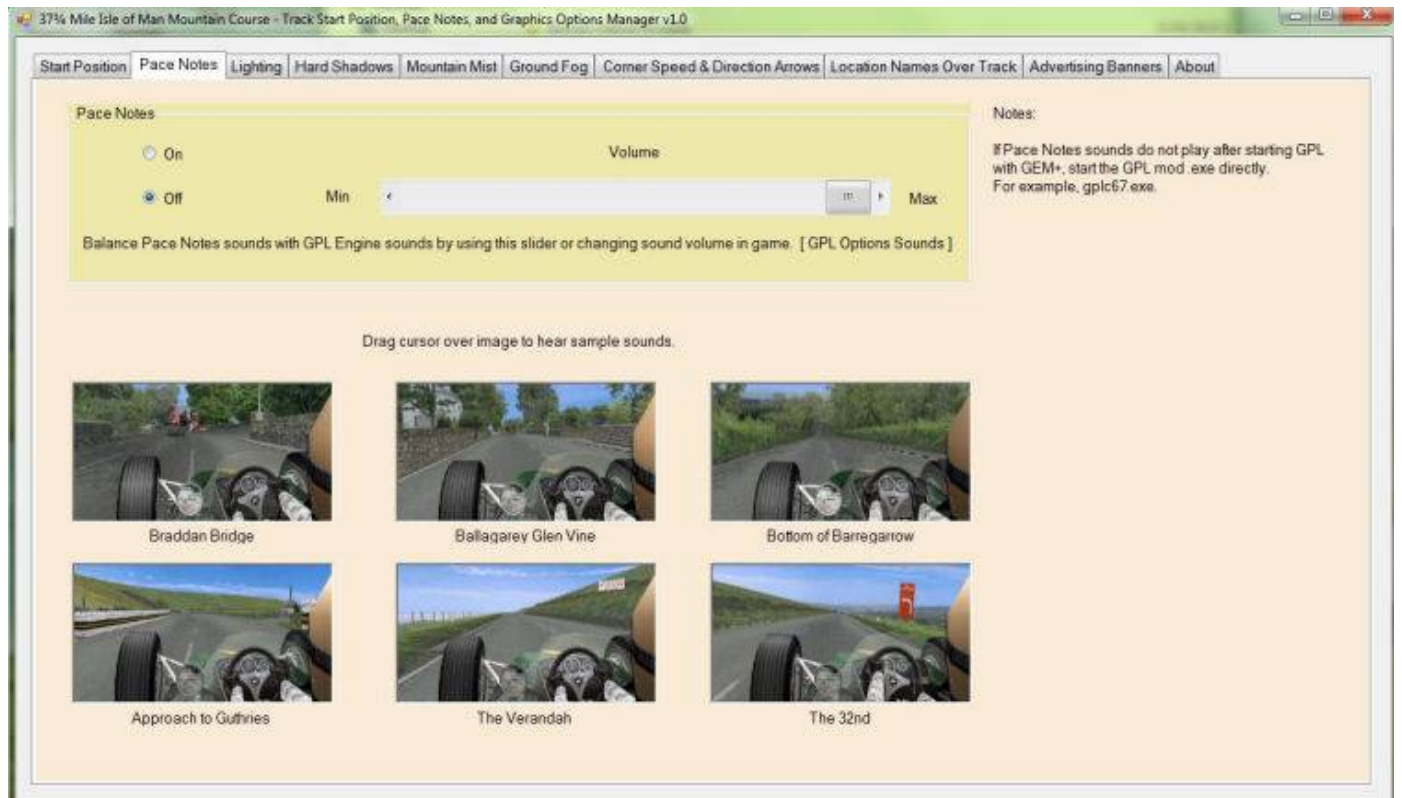 37¾ Mile Isle of Man Mountain Course - Track Start Position, Pace Notes, and Graphics Options Manager v1.0
Start Position Pace Notes Lighting Hard Shadows Mountain Mist Ground Fog Corner Speed & Direction Arrows Location Names Over Track Advertising Banners About
Pace Notes
On
Off
Volume
Min
Max
Balance Pace Notes sounds with GPL Engine sounds by using this slider or changing sound volume in game. [ GPL Options Sounds ]
Notes:
If Pace Notes sounds do not play after starting GPL
with GEM+, start the GPL mod .exe directly.
For example, gplc67.exe.
Drag cursor over image to hear sample sounds.
Braddan Bridge
Ballagarey Glen Vine
Bottom of Barregarrow
Approach to Guthries
The Verandah
The 32nd